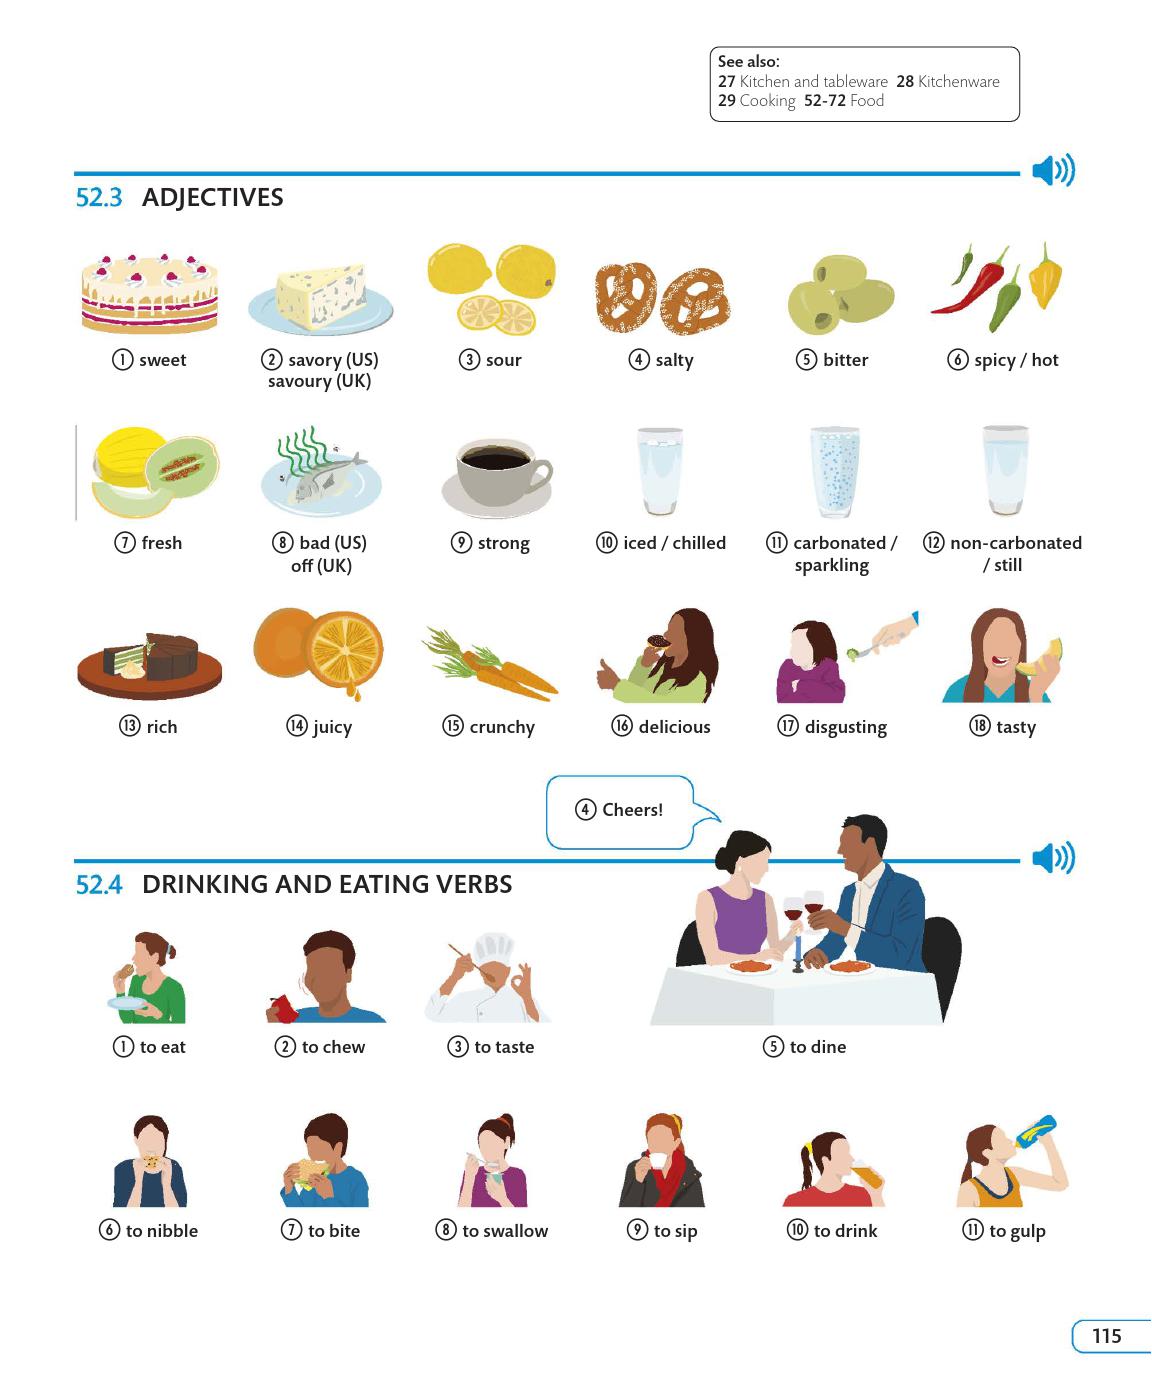 See also:
27 Kitchen and tableware 28 Kitchenware
29 Cooking 52-72 Food
52.3 ADJECTIVES
1 sweet
2 savory (US)
savoury (UK)
3 sour
4 salty
5 bitter
6 spicy / hot
7 fresh
8 bad (US)
off (UK)
9 strong
10 iced / chilled
11 carbonated /
sparkling
12 non-carbonated
/ still
13 rich
14 juicy
15 crunchy
16 delicious
17 disgusting
18 tasty
4 Cheers!
52.4 DRINKING AND EATING VERBS
1 to eat
2 to chew
3 to taste
5 to dine
6 to nibble
7 to bite
8 to swallow
9 to sip
10 to drink
11 to gulp
115